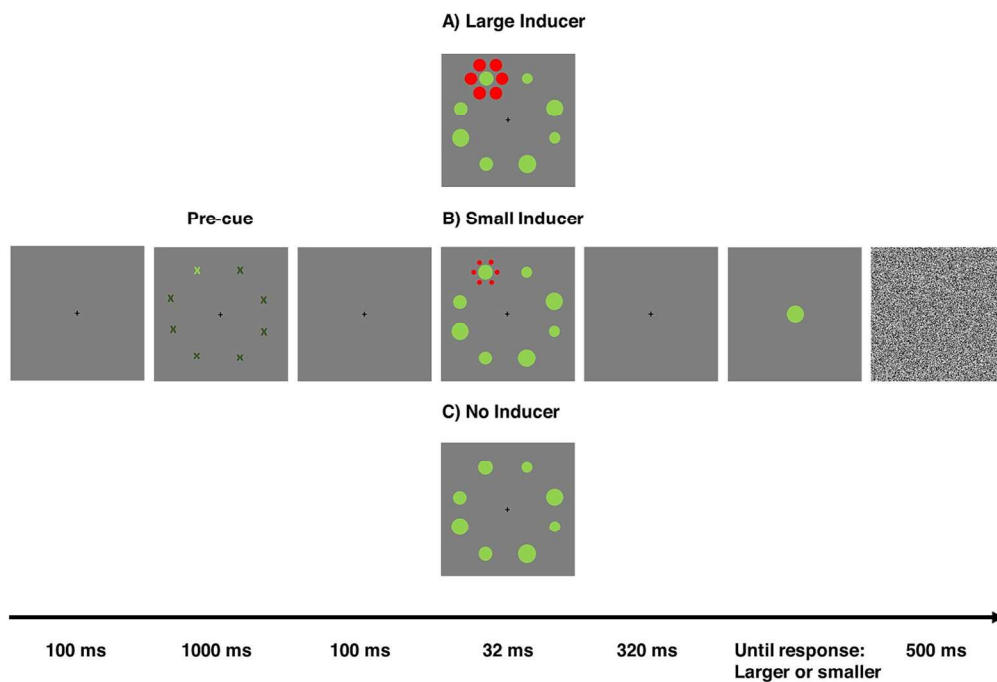 A) Large Inducer
Pre-cue
B) Small Inducer
x x
x x
x x
x x
C) No Inducer
100 ms 1000 ms 100 ms 32 ms 320 ms Until response: 500 ms
Larger or smaller